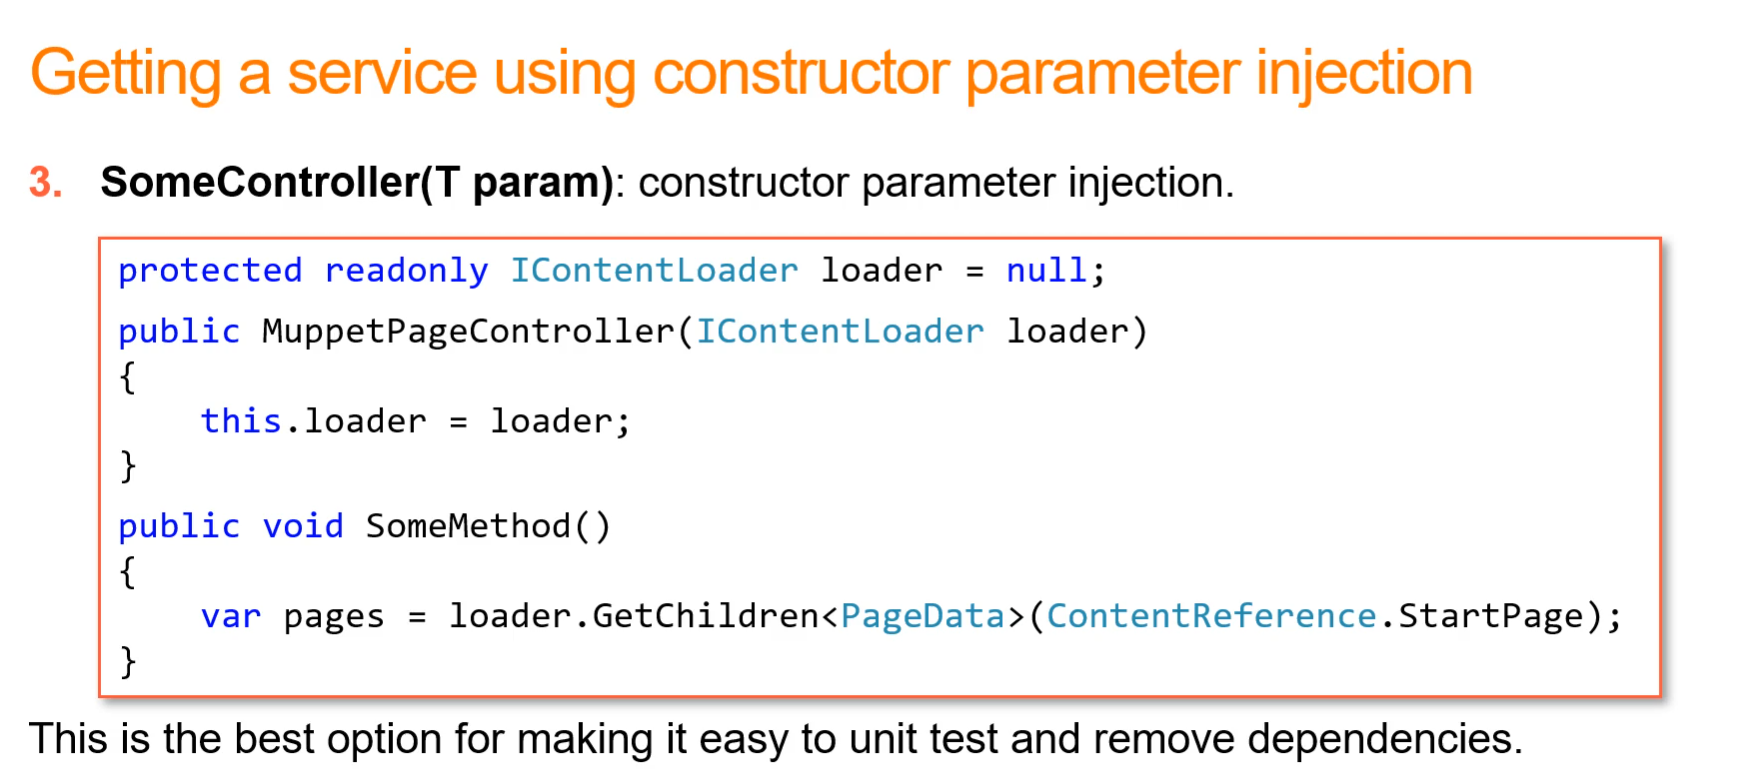 Getting a service using constructor parameter injection
3. SomeController(T param): constructor parameter injection.
protected readonly IContentLoader loader = null;
public MuppetPageController(IContentLoader loader)
{
    this.loader = loader;
}
public void SomeMethod()
{
    var pages = loader.GetChildren<PageData>(ContentReference.StartPage);
}
This is the best option for making it easy to unit test and remove dependencies.